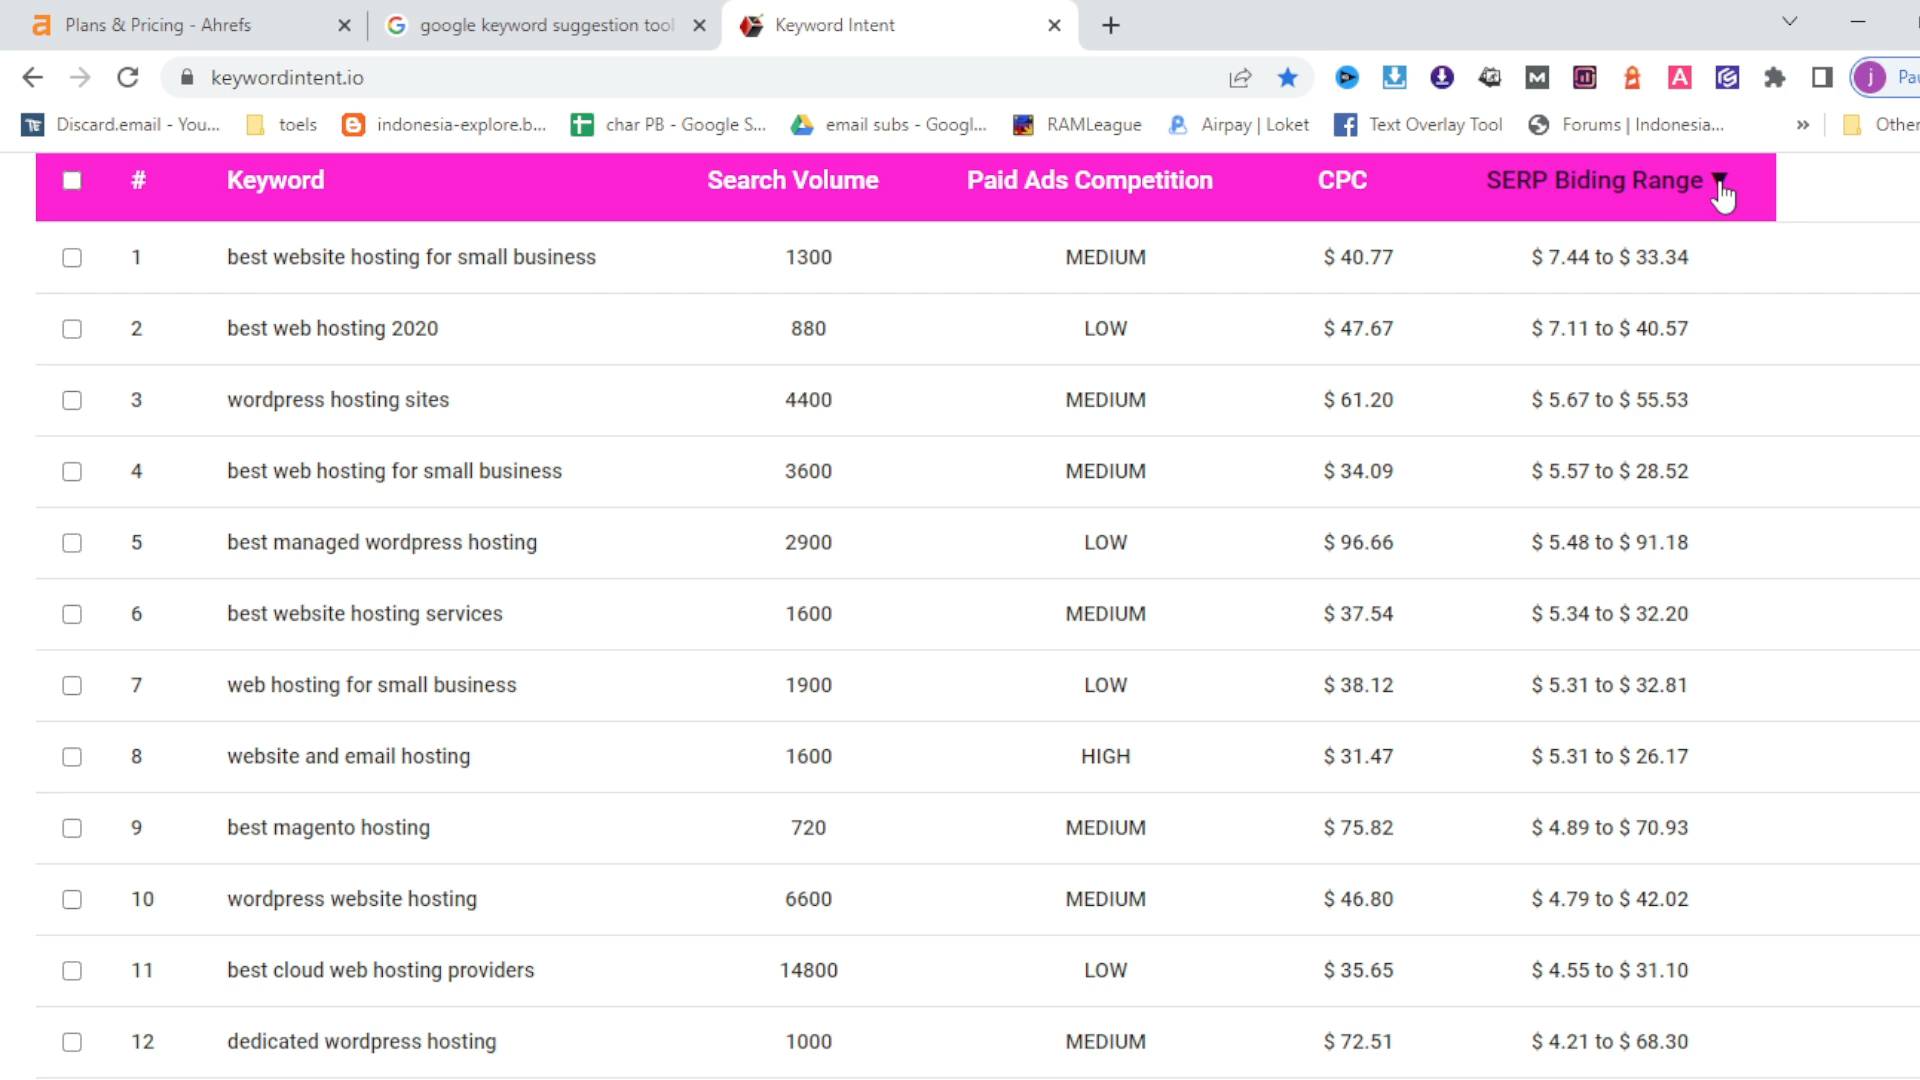 Plans & Pricing - Ahrefs
google keyword suggestion tool
Keyword Intent
keywordintent.io
Discard.email - You...
toels
indonesia-explore.b...
char PB - Google S...
email subs - Googl...
RAMLeague
Airpay | Loket
Text Overlay Tool
Forums | Indonesia...
»
Other
# Keyword Search Volume Paid Ads Competition CPC SERP Biding Range ▼
1 best website hosting for small business 1300 MEDIUM $ 40.77 $ 7.44 to $ 33.34
2 best web hosting 2020 880 LOW $ 47.67 $ 7.11 to $ 40.57
3 wordpress hosting sites 4400 MEDIUM $ 61.20 $ 5.67 to $ 55.53
4 best web hosting for small business 3600 MEDIUM $ 34.09 $ 5.57 to $ 28.52
5 best managed wordpress hosting 2900 LOW $ 96.66 $ 5.48 to $ 91.18
6 best website hosting services 1600 MEDIUM $ 37.54 $ 5.34 to $ 32.20
7 web hosting for small business 1900 LOW $ 38.12 $ 5.31 to $ 32.81
8 website and email hosting 1600 HIGH $ 31.47 $ 5.31 to $ 26.17
9 best magento hosting 720 MEDIUM $ 75.82 $ 4.89 to $ 70.93
10 wordpress website hosting 6600 MEDIUM $ 46.80 $ 4.79 to $ 42.02
11 best cloud web hosting providers 14800 LOW $ 35.65 $ 4.55 to $ 31.10
12 dedicated wordpress hosting 1000 MEDIUM $ 72.51 $ 4.21 to $ 68.30